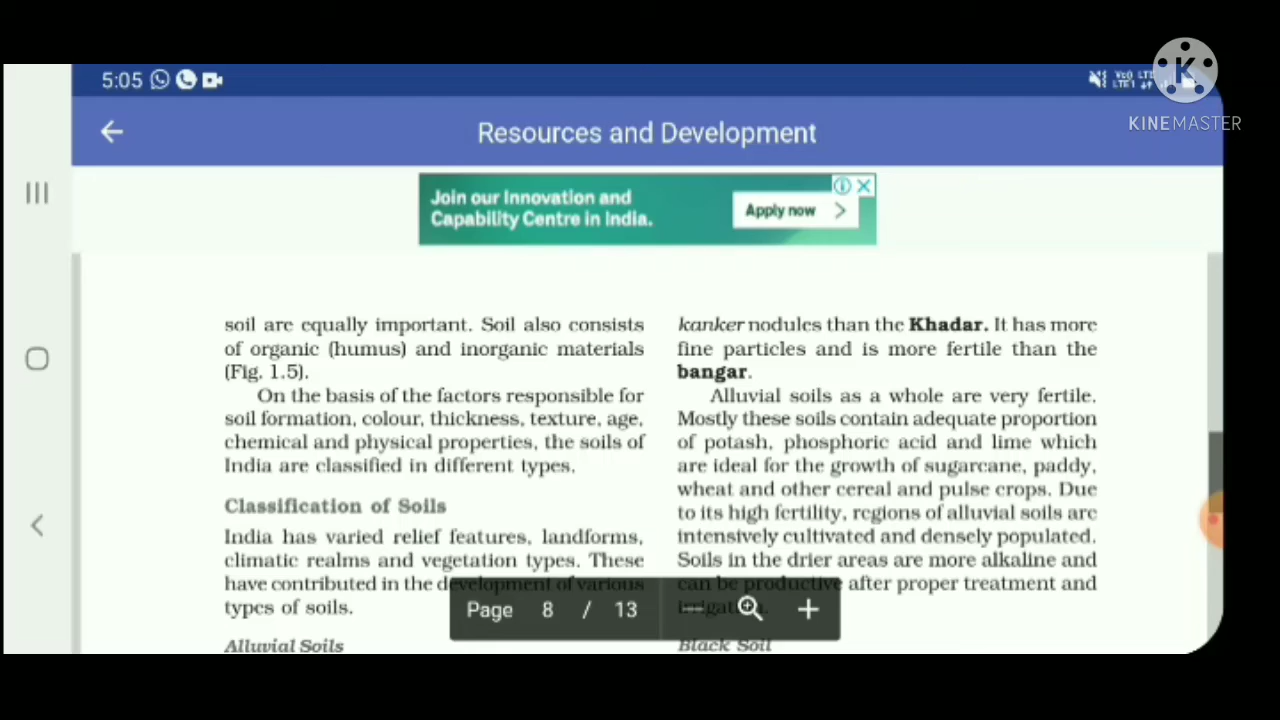 5:05
KINEMASTER
Resources and Development
Join our Innovation and
Capability Centre in India.
Apply now
soil are equally important. Soil also consists
of organic (humus) and inorganic materials
(Fig. 1.5).
On the basis of the factors responsible for
soil formation, colour, thickness, texture, age,
chemical and physical properties, the soils of
India are classified in different types.
Classification of Soils
India has varied relief features, landforms,
climatic realms and vegetation types. These
have contributed in the development of various
types of soils.
Alluvial Soils
kanker nodules than the Khadar. It has more
fine particles and is more fertile than the
bangar.
Alluvial soils as a whole are very fertile.
Mostly these soils contain adequate proportion
of potash, phosphoric acid and lime which
are ideal for the growth of sugarcane, paddy,
wheat and other cereal and pulse crops. Due
to its high fertility, regions of alluvial soils are
intensively cultivated and densely populated.
Soils in the drier areas are more alkaline and
can be productive after proper treatment and
Black Soil
Page 8 / 13